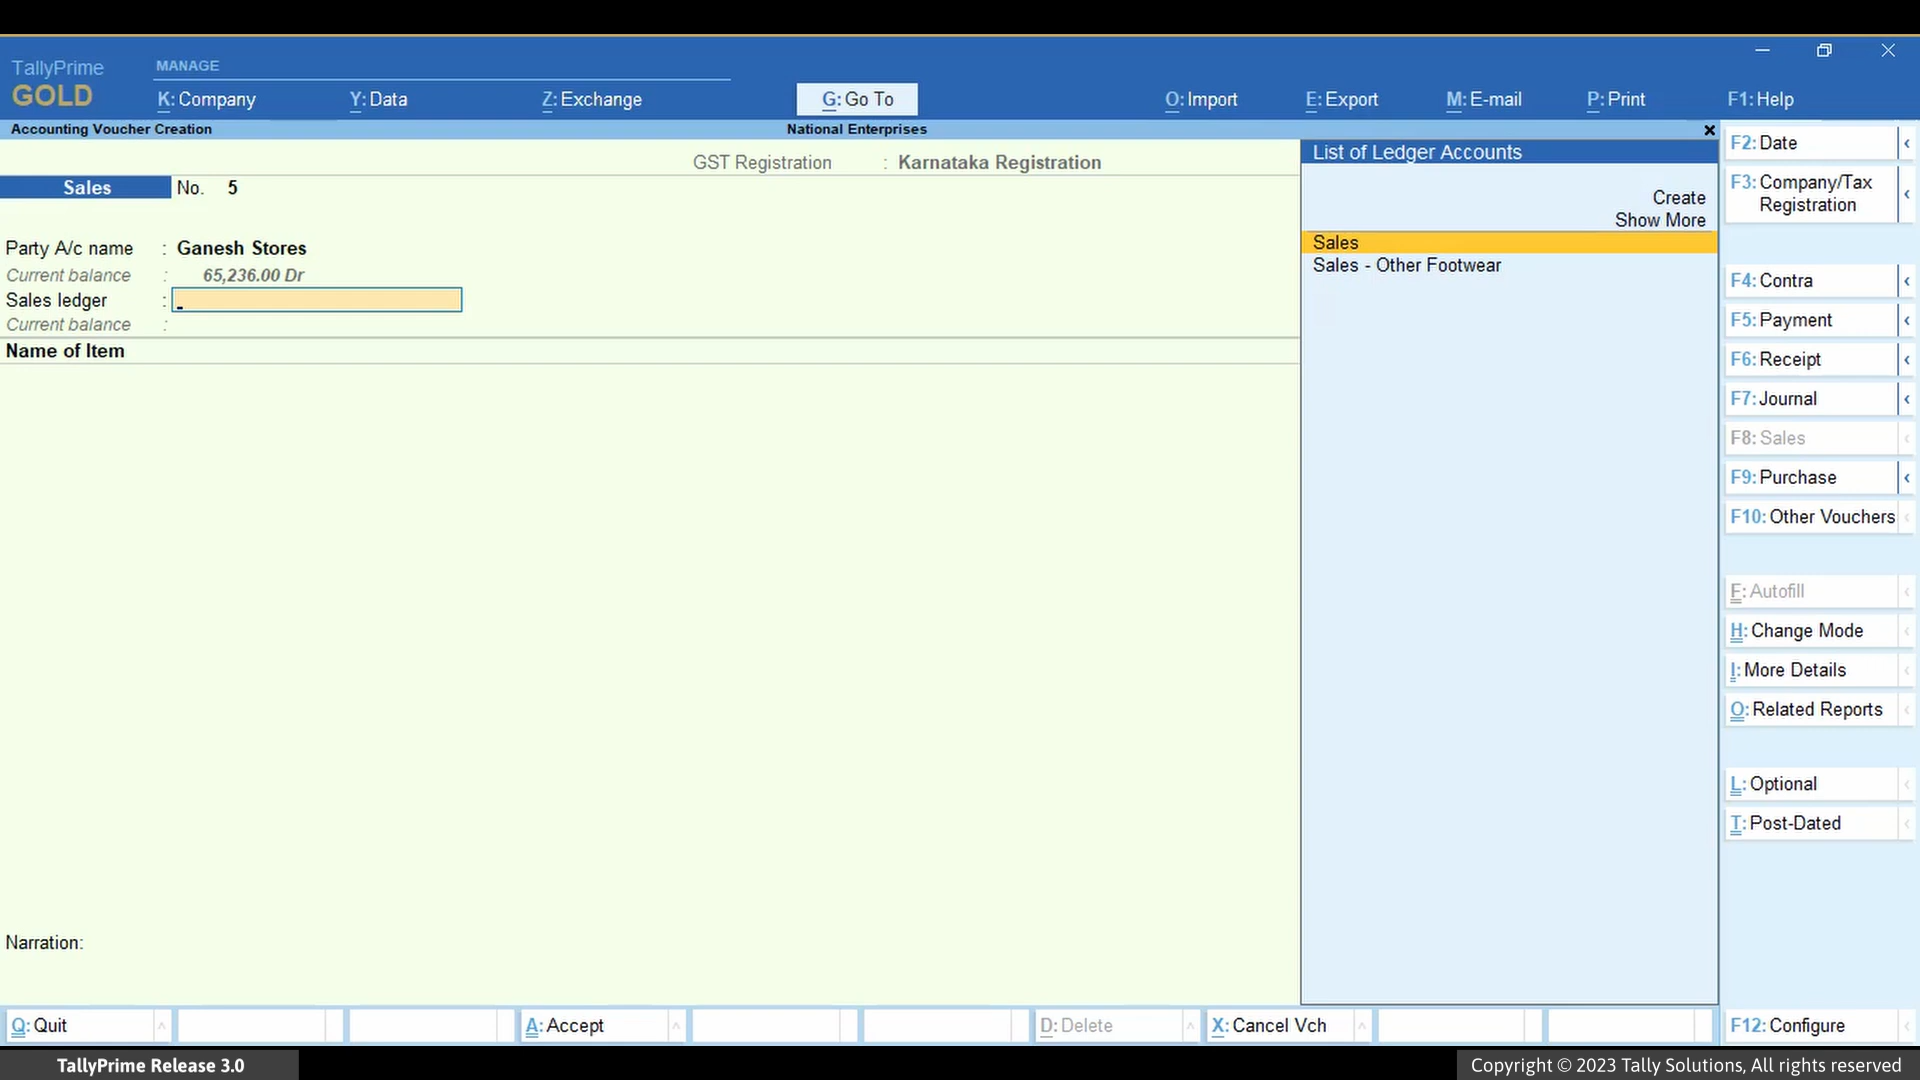 TallyPrime
GOLD
MANAGE
K: Company
Y: Data
Z: Exchange
G: Go To
O: Import
E: Export
M: E-mail
P: Print
F1: Help
Accounting Voucher Creation
National Enterprises
GST Registration : Karnataka Registration
Sales No. 5
Party A/c name : Ganesh Stores
Current balance : 65,236.00 Dr
Sales ledger :
Current balance :
Name of Item
Narration:
List of Ledger Accounts
Create
Show More
Sales
Sales - Other Footwear
F2: Date
F3: Company/Tax
Registration
F4: Contra
F5: Payment
F6: Receipt
F7: Journal
F8: Sales
F9: Purchase
F10: Other Vouchers
F: Autofill
H: Change Mode
I: More Details
O: Related Reports
L: Optional
T: Post-Dated
F12: Configure
Q: Quit
A: Accept
D: Delete
X: Cancel Vch
TallyPrime Release 3.0
Copyright © 2023 Tally Solutions, All rights reserved